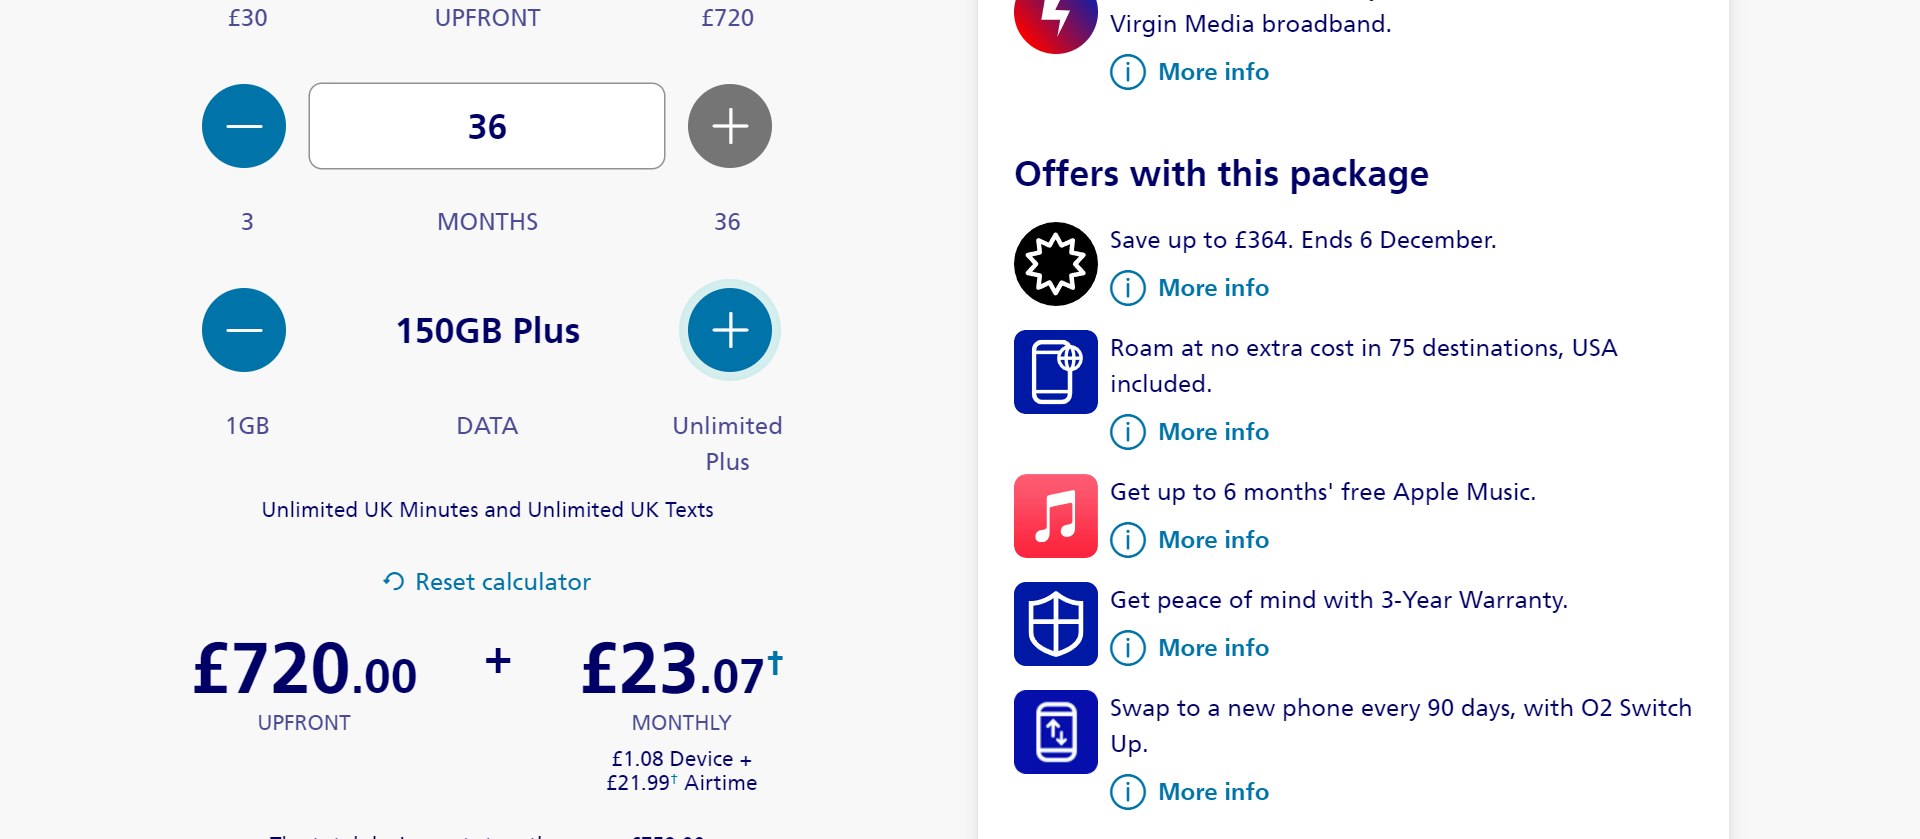 £30 UPFRONT £720
36
3 MONTHS 36
150GB Plus
1GB DATA Unlimited
Plus
Unlimited UK Minutes and Unlimited UK Texts
Reset calculator
£720.00 + £23.07†
UPFRONT MONTHLY
£1.08 Device +
£21.99† Airtime
Virgin Media broadband.
More info
Offers with this package
Save up to £364. Ends 6 December.
More info
Roam at no extra cost in 75 destinations, USA
included.
More info
Get up to 6 months' free Apple Music.
More info
Get peace of mind with 3-Year Warranty.
More info
Swap to a new phone every 90 days, with O2 Switch
Up.
More info